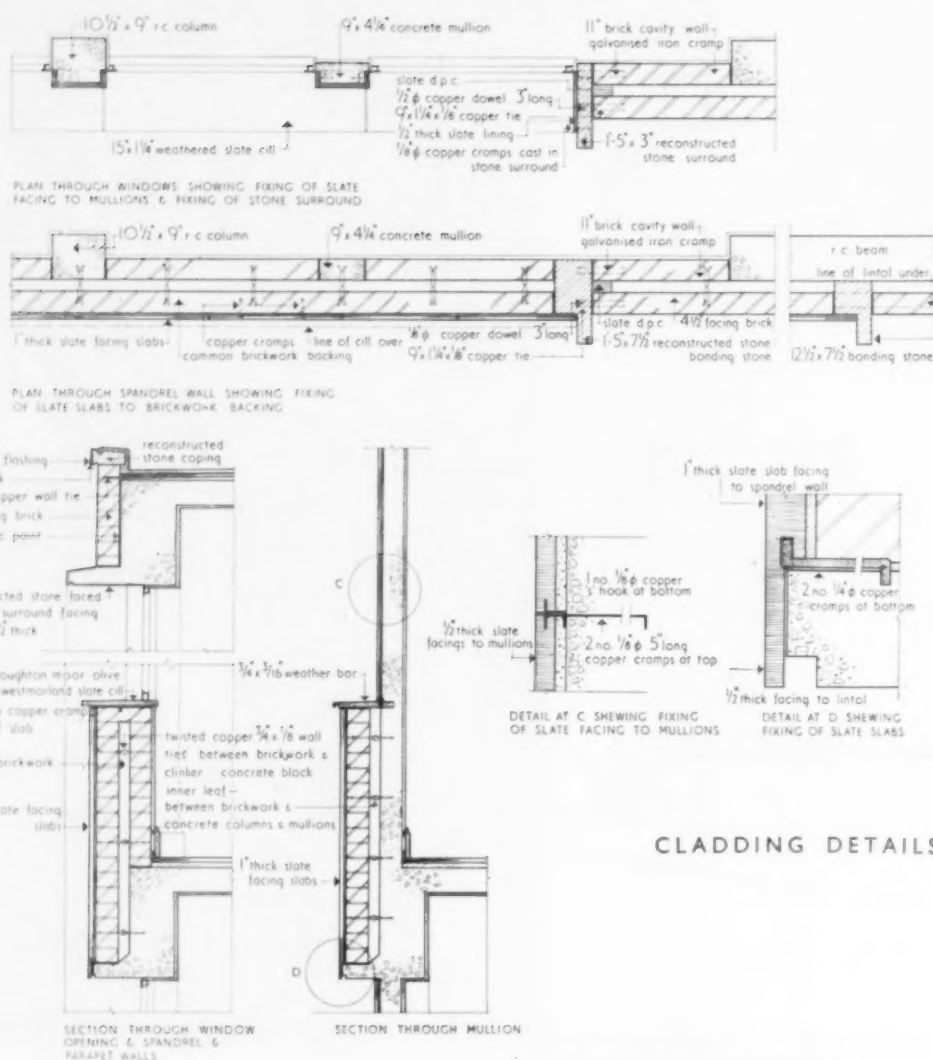 10½" × 9" r.c. column
9" × 4¼" concrete mullion
11" brick cavity wall
galvanised iron cramp
slate d.p.c.
½" ϕ copper dowel 3" long
9" × 1¼" × ⅛" copper tie
½" thick slate lining
⅛" ϕ copper cramps cast in
stone surround
15" × 1¼" weathered slate cill
1'-5" × 3" reconstructed
stone surround
PLAN THROUGH WINDOWS SHOWING FIXING OF SLATE
FACING TO MULLIONS & FIXING OF STONE SURROUND
10½" × 9" r.c. column
9" × 4¼" concrete mullion
11" brick cavity wall
galvanised iron cramp
r.c. beam
line of lintol under
1" thick slate facing slabs
copper cramps
common brickwork backing
line of cill over
⅛" ϕ copper dowel 3" long
9" × 1¼" × ⅛" copper tie
slate d.p.c.
4½" facing brick
1'-5" × 7½" reconstructed stone
bonding stone
12½" × 7½" bonding stone
PLAN THROUGH SPANDREL WALL SHOWING FIXING
OF SLATE SLABS TO BRICKWORK BACKING
flashing
reconstructed
stone coping
wall tie
brick
paint
stone faced
surround facing
thick
moor olive
westmorland slate cill
copper cramp
slab
brickwork
facing
slabs
¾" × 3/16" weather bar
twisted copper ¾" × ⅛" wall
ties between brickwork &
clinker concrete block
inner leaf –
between brickwork &
concrete columns & mullions
1" thick slate
facing slabs
C
D
SECTION THROUGH WINDOW
OPENING & SPANDREL &
PARAPET WALLS
SECTION THROUGH MULLION
1 no. ⅛" ϕ copper
's' hook at bottom
½" thick slate
facings to mullions
2 no. ⅛" ϕ 5" long
copper cramps at top
DETAIL AT C SHEWING FIXING
OF SLATE FACING TO MULLIONS
1" thick slate slab facing
to spandrel wall
2 no. ¼" ϕ copper
cramps at bottom
½" thick facing to lintol
DETAIL AT D SHEWING
FIXING OF SLATE SLABS
CLADDING DETAILS